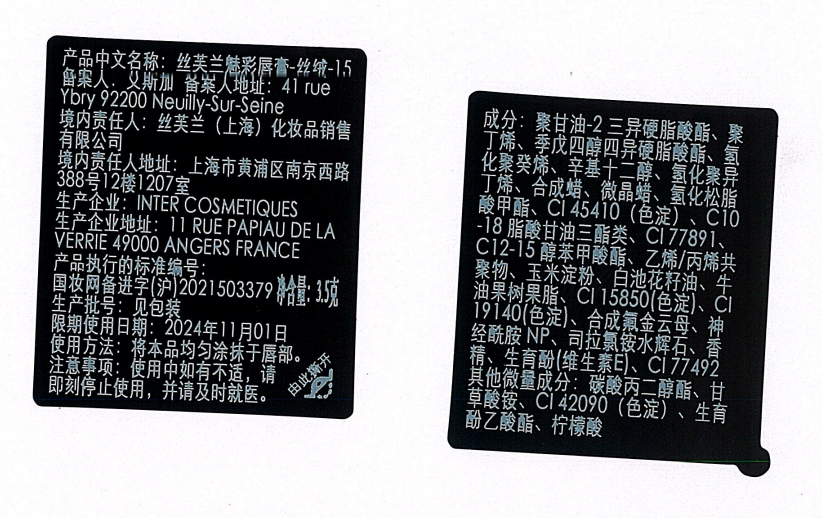 产品中文名称：丝芙兰魅彩唇膏-丝绒-15
备案人：义斯加 备案人地址：41 rue
Ybry 92200 Neuilly-Sur-Seine
境内责任人：丝芙兰（上海）化妆品销售
有限公司
境内责任人地址：上海市黄浦区南京西路
388号12楼1207室
生产企业：INTER COSMETIQUES
生产企业地址：11 RUE PAPIAU DE LA
VERRIE 49000 ANGERS FRANCE
产品执行的标准编号：
国妆网备进字(沪)2021503379 净含量：3.5克
生产批号：见包装
限期使用日期：2024年11月01日
使用方法：将本品均匀涂抹于唇部。
注意事项：使用中如有不适，请
即刻停止使用，并请及时就医。
由此撕开
成分：聚甘油-2 三异硬脂酸酯、聚
丁烯、季戊四醇四异硬脂酸酯、氢
化聚癸烯、辛基十二醇、氢化聚异
丁烯、合成蜡、微晶蜡、氢化松脂
酸甲酯、CI 45410（色淀）、C10
-18 脂酸甘油三酯类、CI 77891、
C12-15 醇苯甲酸酯、乙烯/丙烯共
聚物、玉米淀粉、白池花籽油、牛
油果树果脂、CI 15850(色淀)、CI
19140(色淀)、合成氟金云母、神
经酰胺 NP、司拉氯铵水辉石、香
精、生育酚(维生素E)、CI 77492
其他微量成分：碳酸丙二醇酯、甘
草酸铵、CI 42090（色淀）、生育
酚乙酸酯、柠檬酸